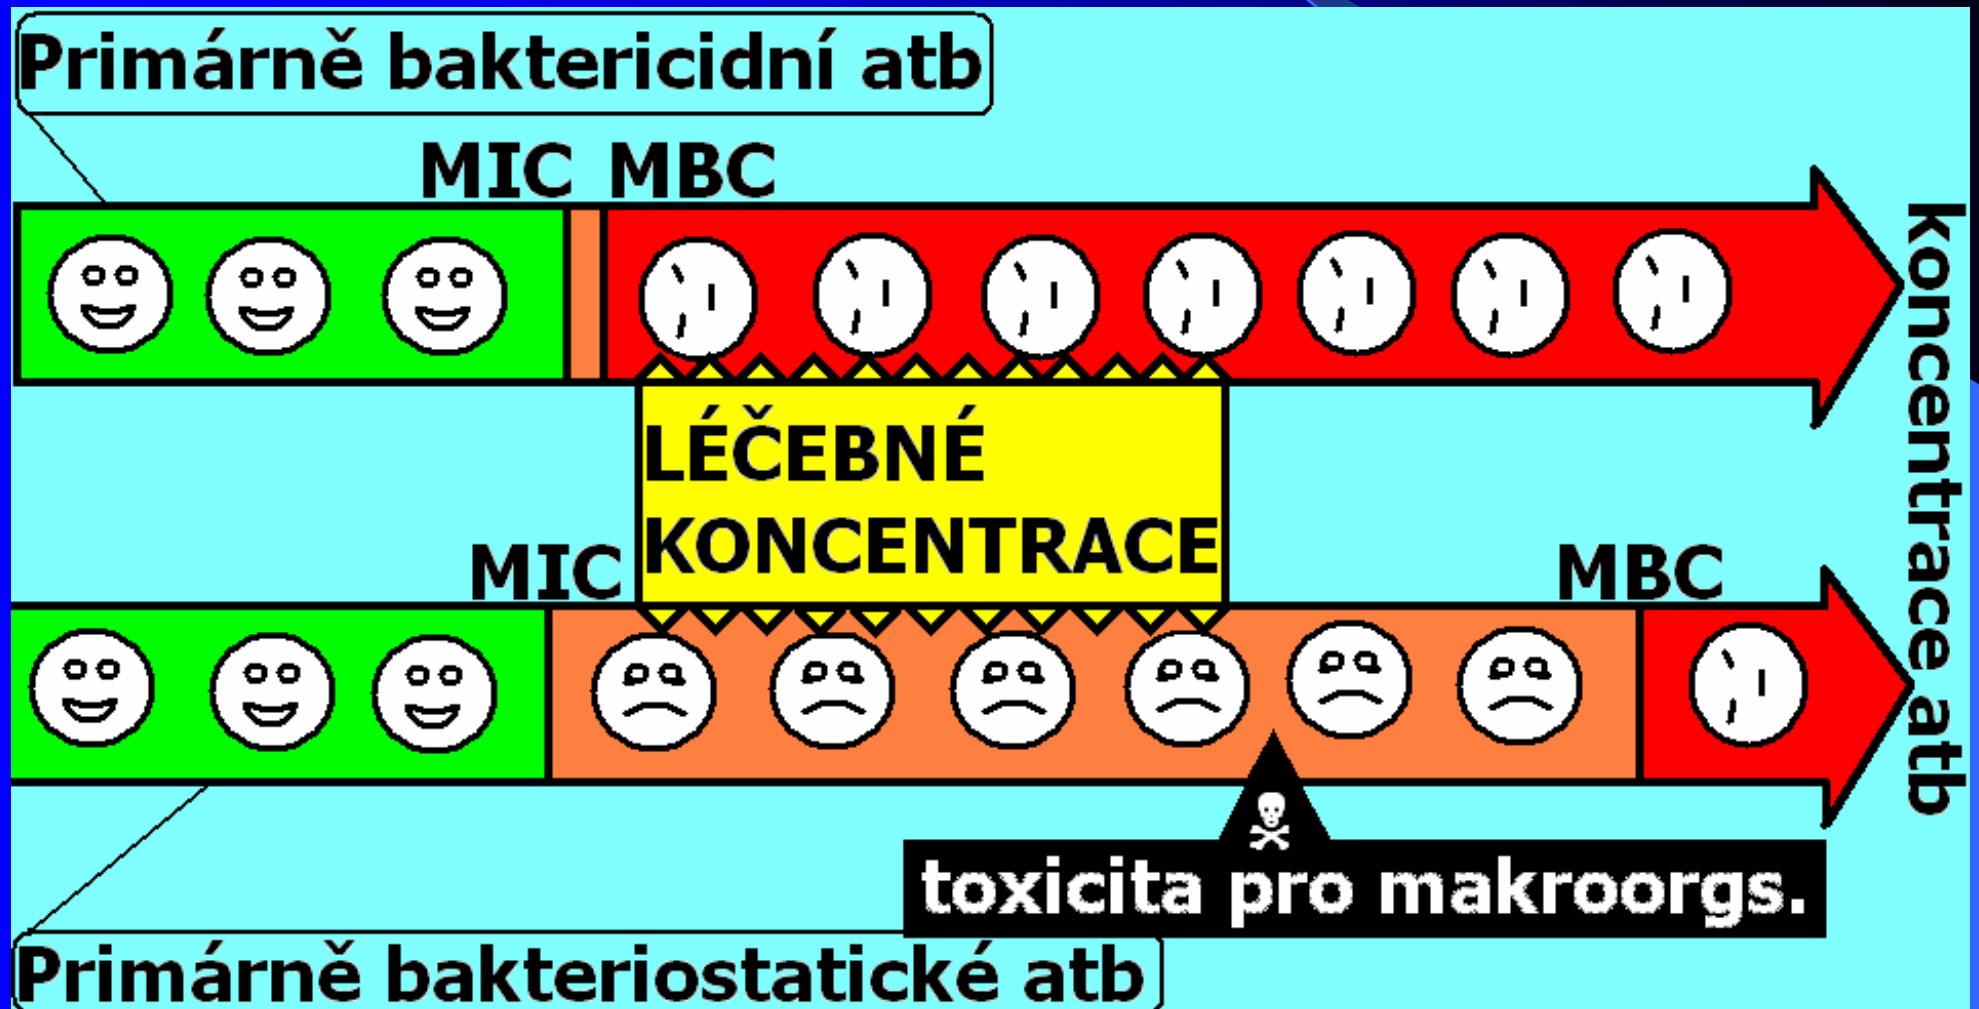 Primárně baktericidní atb
MIC MBC
koncentrace atb
LÉČEBNÉ
KONCENTRACE
MIC
MBC
toxicita pro makroorgs.
Primárně bakteriostatické atb